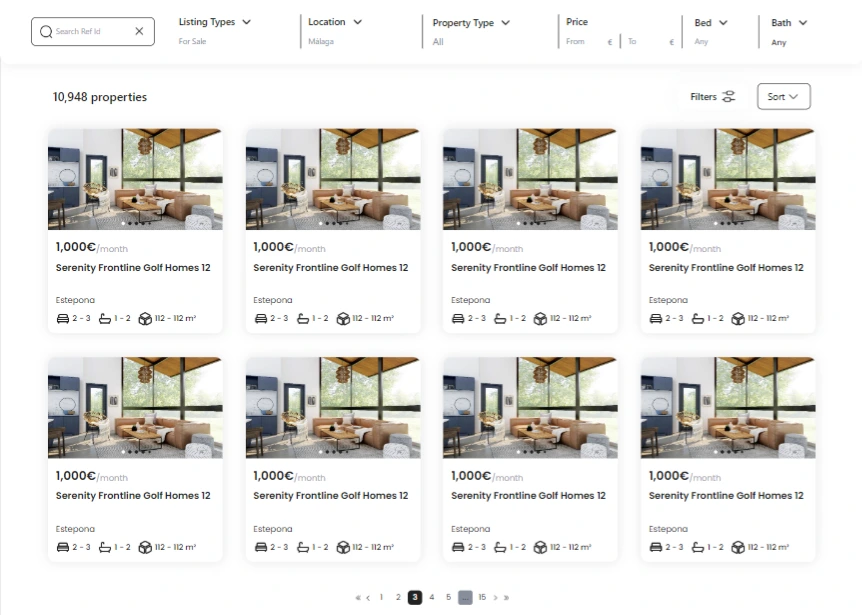 Search Ref Id
Listing Types
For Sale
Location
Málaga
Property Type
All
Price
From € To €
Bed
Any
Bath
Any
10,948 properties
Filters
Sort
1,000€/month 1,000€/month 1,000€/month 1,000€/month
Serenity Frontline Golf Homes 12 Serenity Frontline Golf Homes 12 Serenity Frontline Golf Homes 12 Serenity Frontline Golf Homes 12
Estepona Estepona Estepona Estepona
2 - 3 1 - 2 112 - 112 m² 2 - 3 1 - 2 112 - 112 m² 2 - 3 1 - 2 112 - 112 m² 2 - 3 1 - 2 112 - 112 m²
1,000€/month 1,000€/month 1,000€/month 1,000€/month
Serenity Frontline Golf Homes 12 Serenity Frontline Golf Homes 12 Serenity Frontline Golf Homes 12 Serenity Frontline Golf Homes 12
Estepona Estepona Estepona Estepona
2 - 3 1 - 2 112 - 112 m² 2 - 3 1 - 2 112 - 112 m² 2 - 3 1 - 2 112 - 112 m² 2 - 3 1 - 2 112 - 112 m²
« ‹ 1 2 3 4 5 ... 15 › »